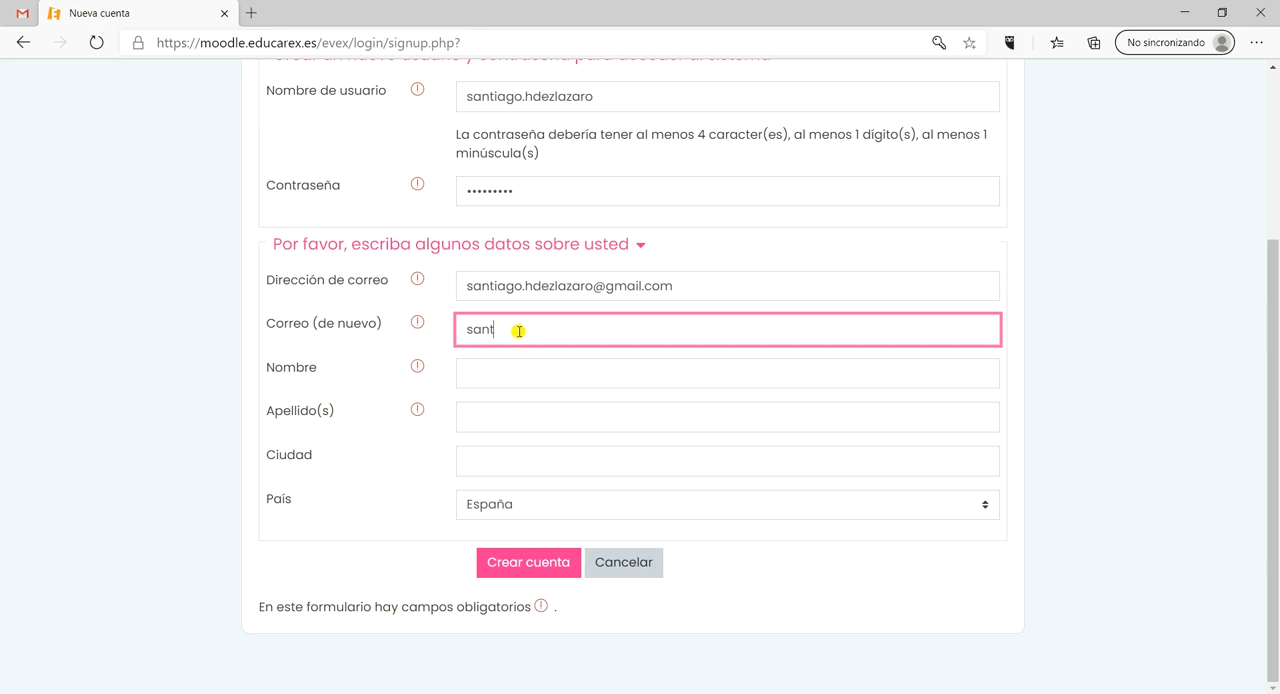 Nueva cuenta
https://moodle.educarex.es/evex/login/signup.php?
No sincronizando
Crear un nuevo usuario y contraseña para acceder al sistema
Nombre de usuario
santiago.hdezlazaro
La contraseña debería tener al menos 4 caracter(es), al menos 1 dígito(s), al menos 1
minúscula(s)
Contraseña
•••••••••
Por favor, escriba algunos datos sobre usted
Dirección de correo
santiago.hdezlazaro@gmail.com
Correo (de nuevo)
sant
Nombre
Apellido(s)
Ciudad
País
España
Crear cuenta
Cancelar
En este formulario hay campos obligatorios .